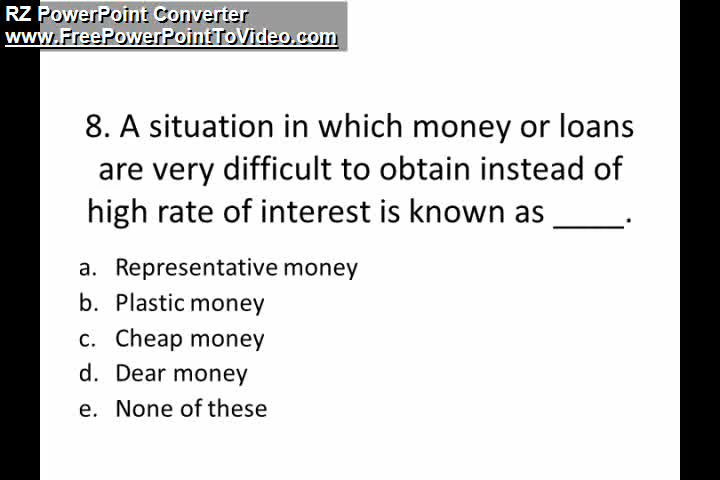 RZ PowerPoint Converter
www.FreePowerPointToVideo.com
8. A situation in which money or loans
are very difficult to obtain instead of
high rate of interest is known as ____.
a. Representative money
b. Plastic money
c. Cheap money
d. Dear money
e. None of these